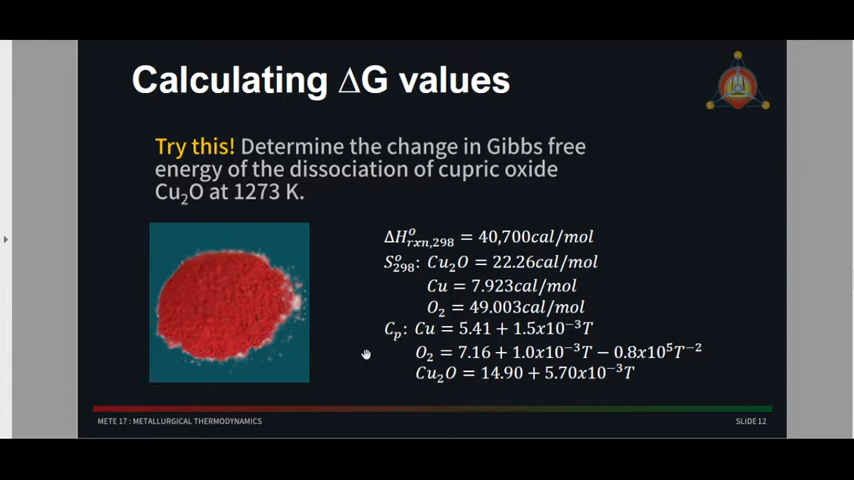 Calculating ∆G values
Try this! Determine the change in Gibbs free
energy of the dissociation of cupric oxide
Cu₂O at 1273 K.
ΔH°ᵣₓₙ,₂₉₈ = 40,700cal/mol
S°₂₉₈: Cu₂O = 22.26cal/mol
Cu = 7.923cal/mol
O₂ = 49.003cal/mol
Cₚ: Cu = 5.41 + 1.5x10⁻³T
O₂ = 7.16 + 1.0x10⁻³T − 0.8x10⁵T⁻²
Cu₂O = 14.90 + 5.70x10⁻³T
METE 17 : METALLURGICAL THERMODYNAMICS
SLIDE 12